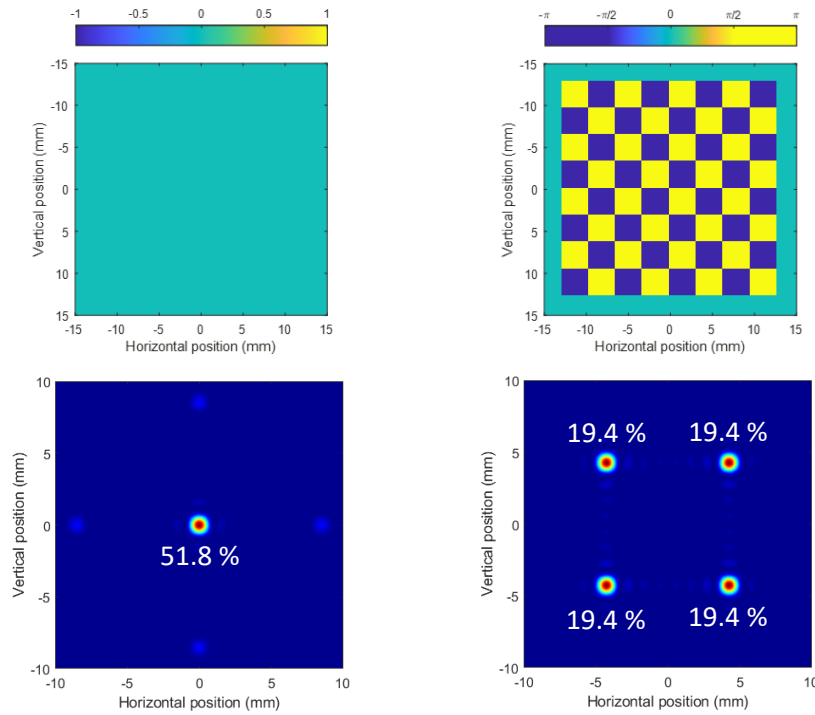 -1 -0.5 0 0.5 1
-15
-10
-5
0
5
10
15
-15 -10 -5 0 5 10 15
Vertical position (mm)
Horizontal position (mm)
-π -π/2 0 π/2 π
-15
-10
-5
0
5
10
15
-15 -10 -5 0 5 10 15
Vertical position (mm)
Horizontal position (mm)
10
5
0
-5
-10
-10 -5 0 5 10
Vertical position (mm)
Horizontal position (mm)
51.8 %
10
5
0
-5
-10
-10 -5 0 5 10
Vertical position (mm)
Horizontal position (mm)
19.4 % 19.4 %
19.4 % 19.4 %